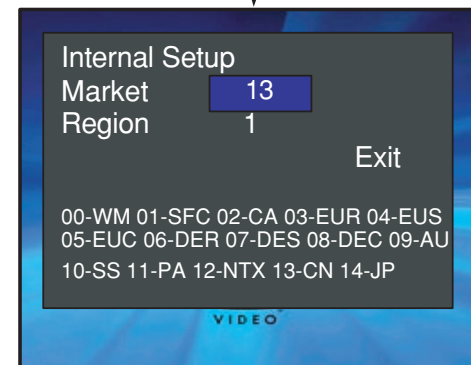 Internal Setup
Market 13
Region 1
Exit
00-WM 01-SFC 02-CA 03-EUR 04-EUS
05-EUC 06-DER 07-DES 08-DEC 09-AU
10-SS 11-PA 12-NTX 13-CN 14-JP
VIDEO